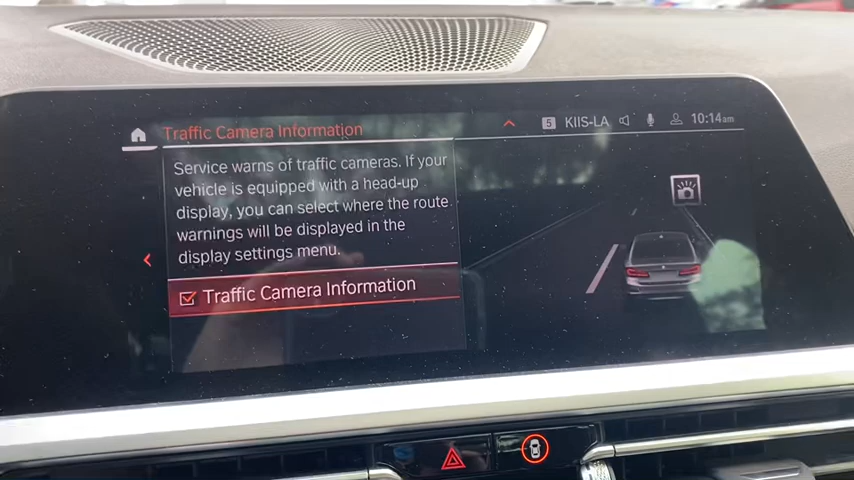 Traffic Camera Information
5 KIIS-LA 10:14am
Service warns of traffic cameras. If your
vehicle is equipped with a head-up
display, you can select where the route
warnings will be displayed in the
display settings menu.
Traffic Camera Information